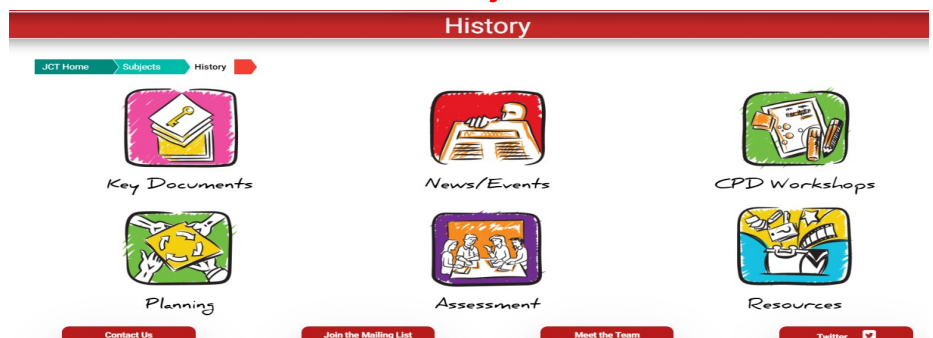 History
JCT Home Subjects History
Key Documents News/Events CPD Workshops
Planning Assessment Resources
Contact Us Join the Mailing List Meet the Team Twitter